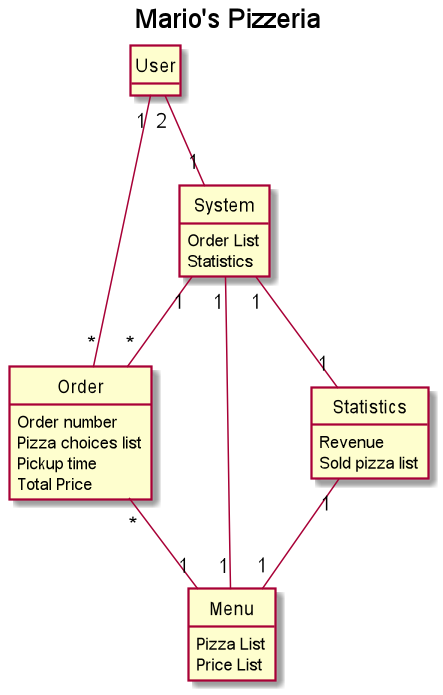 Mario's Pizzeria
User
1
2
1
System
Order List
Statistics
1
1
1
*
*
1
Order
Order number
Pizza choices list
Pickup time
Total Price
Statistics
Revenue
Sold pizza list
*
1
1
1
1
Menu
Pizza List
Price List